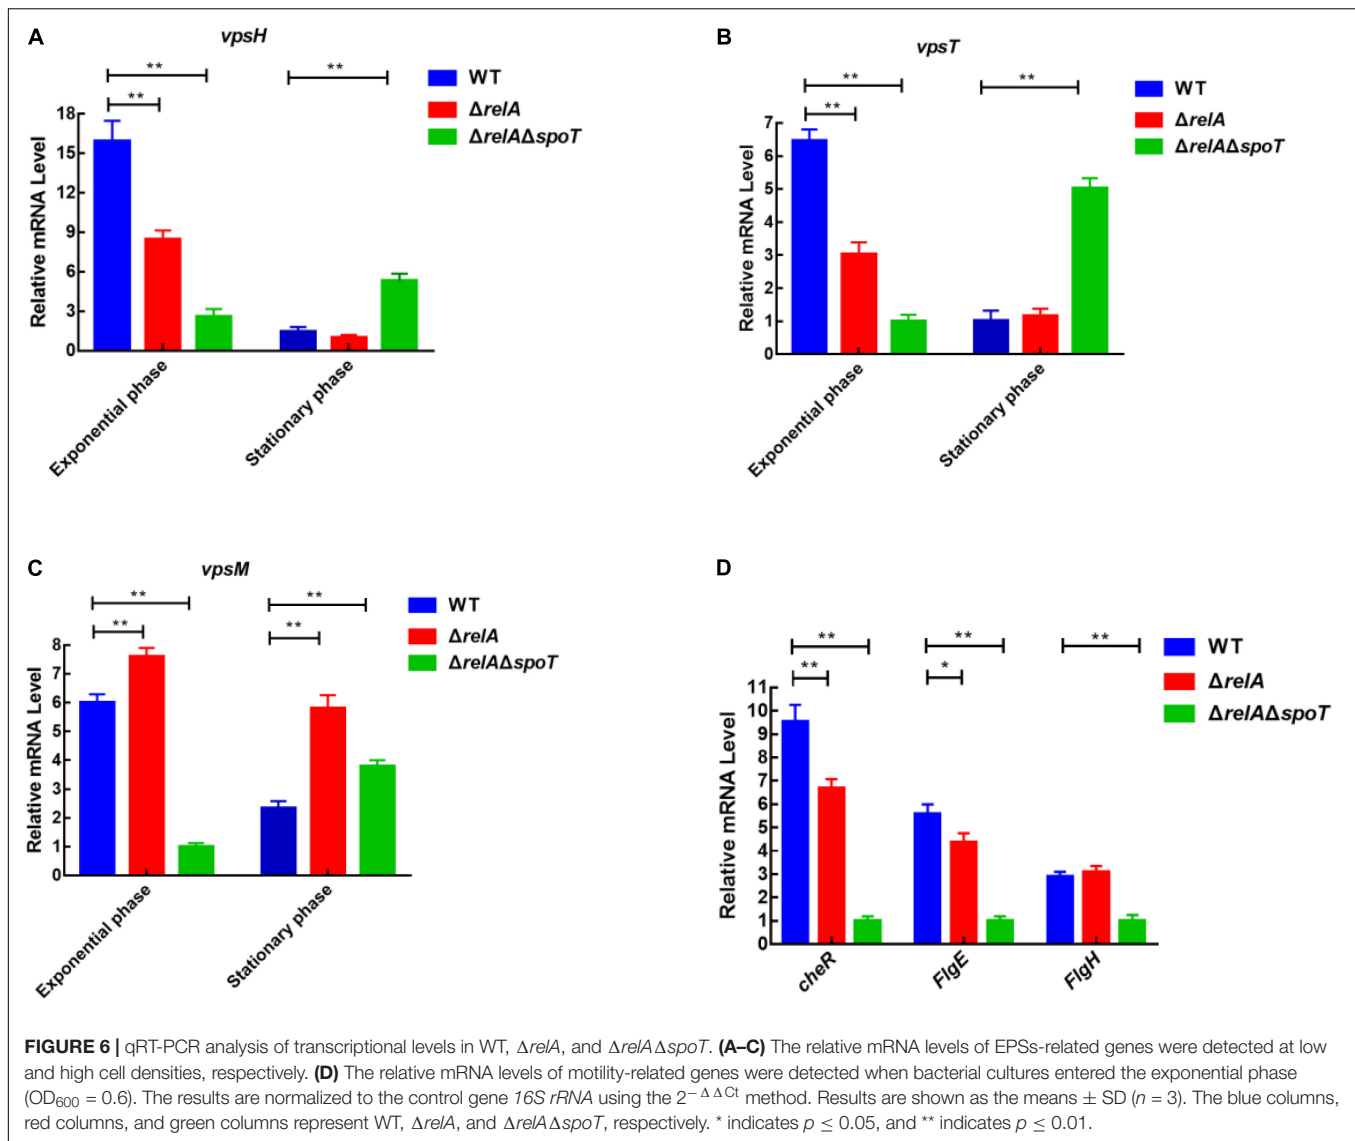 A
vpsH
**
**
**
WT
ΔrelA
ΔrelAΔspoT
Relative mRNA Level
18
15
12
9
6
3
0
Exponential phase
Stationary phase
B
vpsT
**
**
**
WT
ΔrelA
ΔrelAΔspoT
Relative mRNA Level
7
6
5
4
3
2
1
0
Exponential phase
Stationary phase
C
vpsM
**
**
**
**
WT
ΔrelA
ΔrelAΔspoT
Relative mRNA Level
8
7
6
5
4
3
2
1
0
Exponential phase
Stationary phase
D
**
**
**
**
*
WT
ΔrelA
ΔrelAΔspoT
Relative mRNA Level
11
10
9
8
7
6
5
4
3
2
1
0
cheR
FlgE
FlgH
FIGURE 6 | qRT-PCR analysis of transcriptional levels in WT, ΔrelA, and ΔrelAΔspoT. (A–C) The relative mRNA levels of EPSs-related genes were detected at low
and high cell densities, respectively. (D) The relative mRNA levels of motility-related genes were detected when bacterial cultures entered the exponential phase
(OD600 = 0.6). The results are normalized to the control gene 16S rRNA using the 2−ΔΔCt method. Results are shown as the means ± SD (n = 3). The blue columns,
red columns, and green columns represent WT, ΔrelA, and ΔrelAΔspoT, respectively. * indicates p ≤ 0.05, and ** indicates p ≤ 0.01.